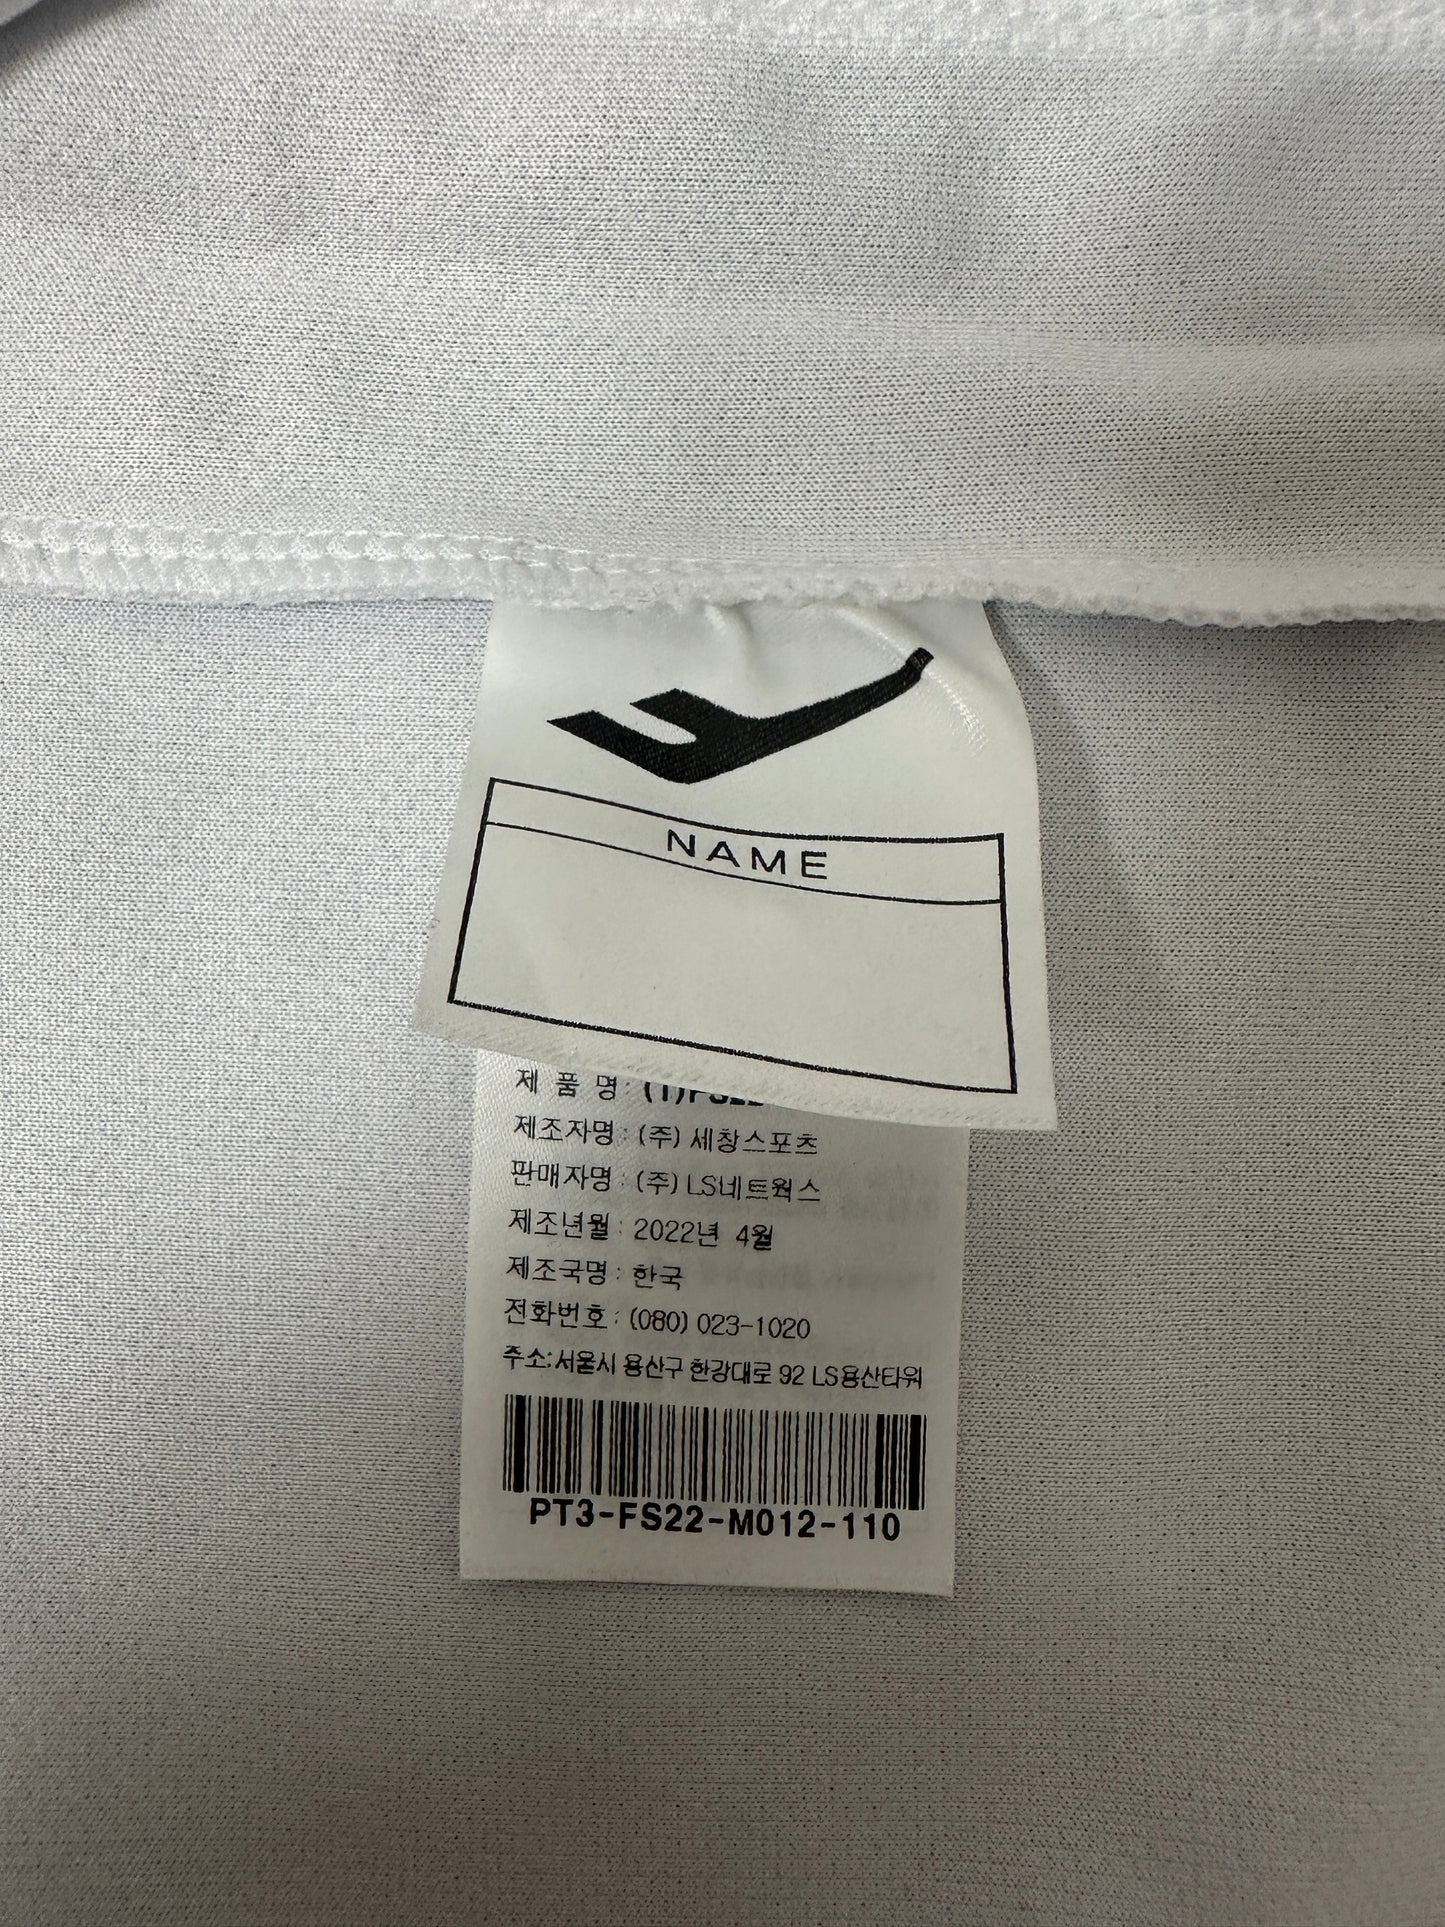 NAME
제 품 명 : (1)FS22
제조자명 : (주) 세창스포츠
판매자명 : (주) LS네트웍스
제조년월 : 2022년 4월
제조국명 : 한국
전화번호 : (080) 023-1020
주소:서울시 용산구 한강대로 92 LS용산타워
PT3-FS22-M012-110